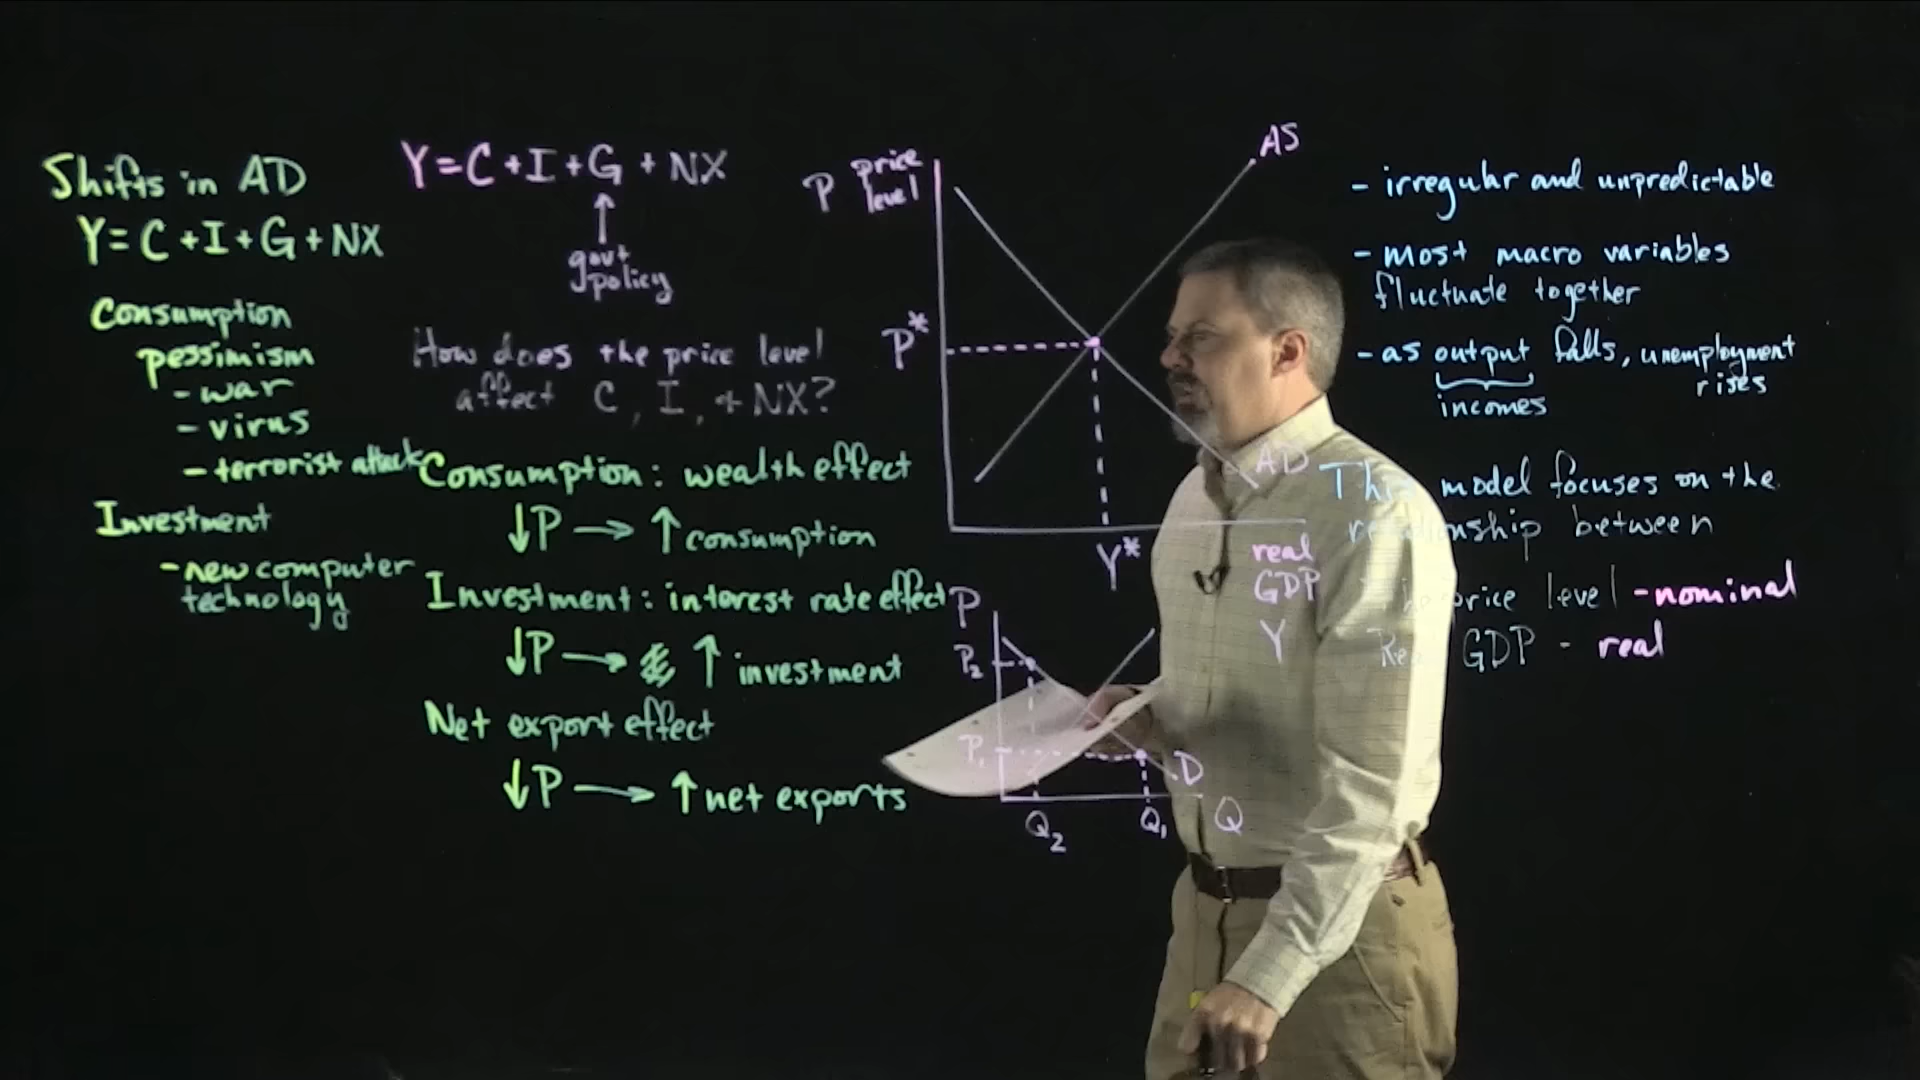 Shifts in AD
Y=C+I+G+NX
Consumption
pessimism
- war
- virus
- terrorist attack
Investment
- new computer
technology
Y=C+I+G+NX
govt
policy
How does the price level
affect C, I, + NX?
Consumption: wealth effect
↓P → ↑ consumption
Investment: interest rate effect
↓P → ↑ investment
Net export effect
↓P → ↑ net exports
P price
level
AS
P*
AD
Y*
real
GDP
Y
P
P2
P1
D
Q2
Q1
Q
- irregular and unpredictable
- most macro variables
fluctuate together
- as output falls, unemployment
rises
incomes
model focuses on the
between
price level - nominal
GDP - real